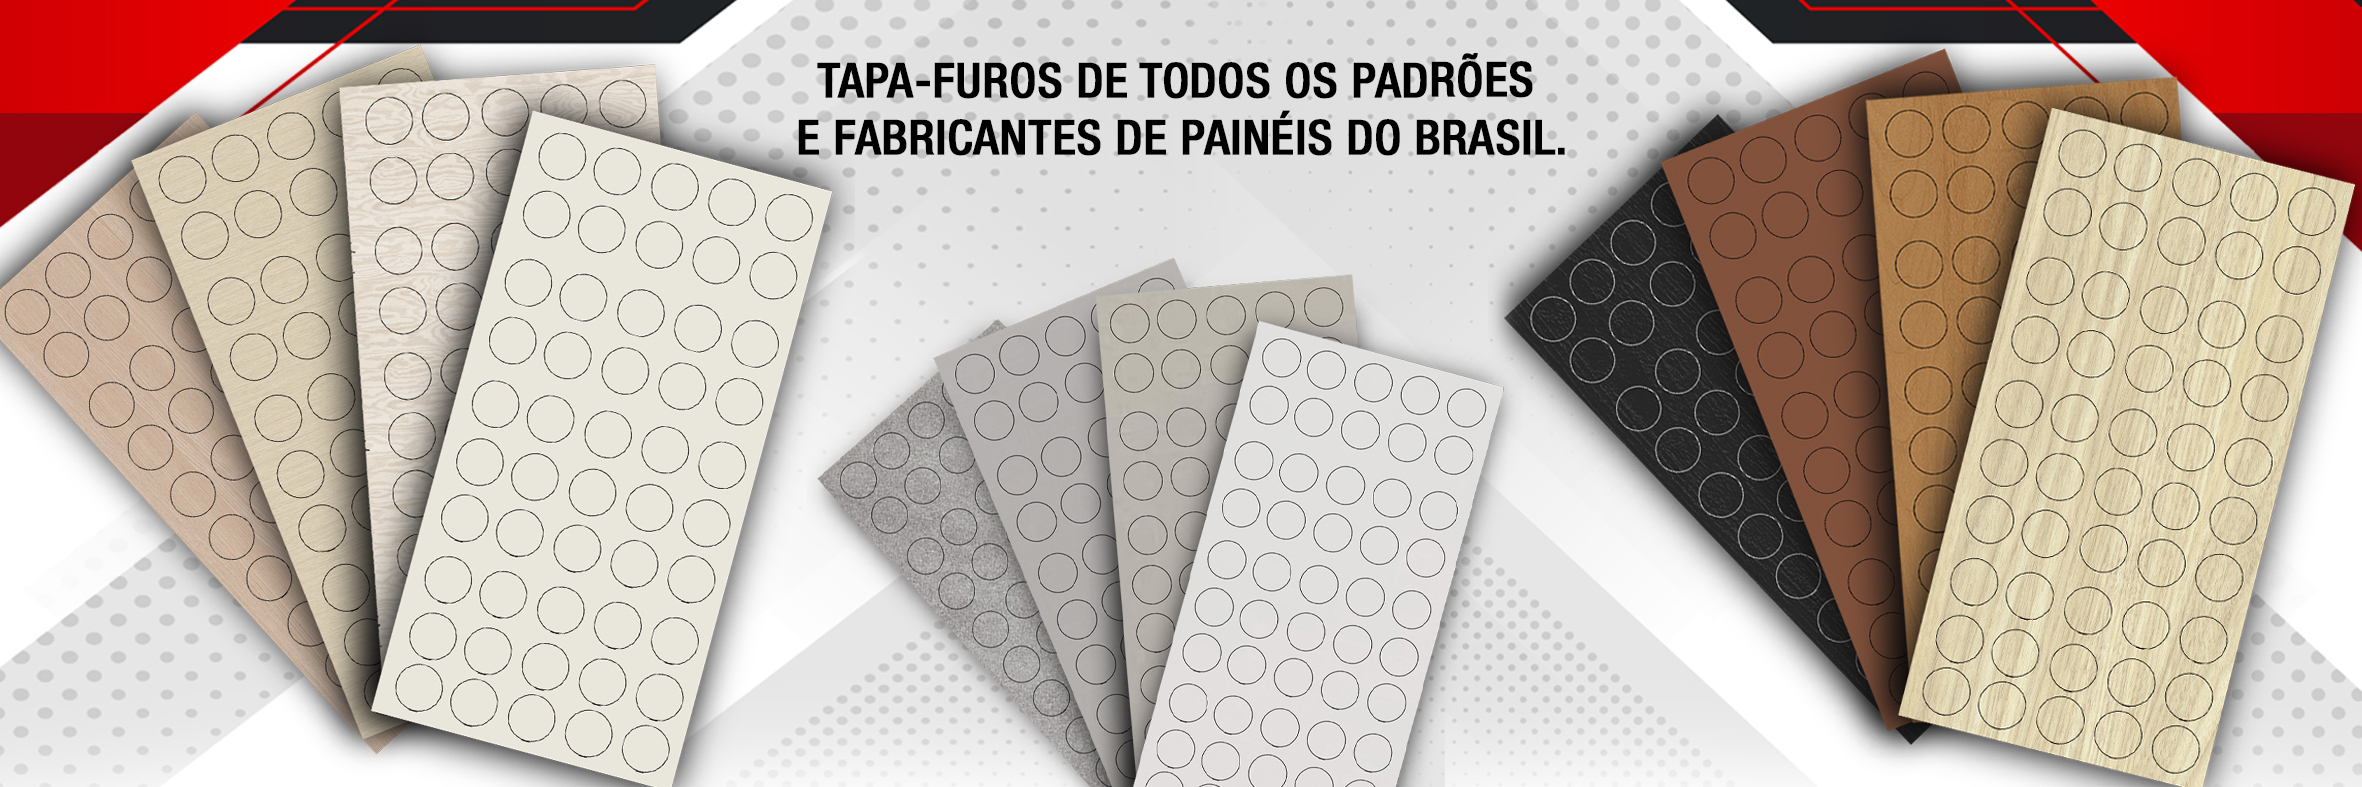 TAPA-FUROS DE TODOS OS PADRÕES
E FABRICANTES DE PAINÉIS DO BRASIL.